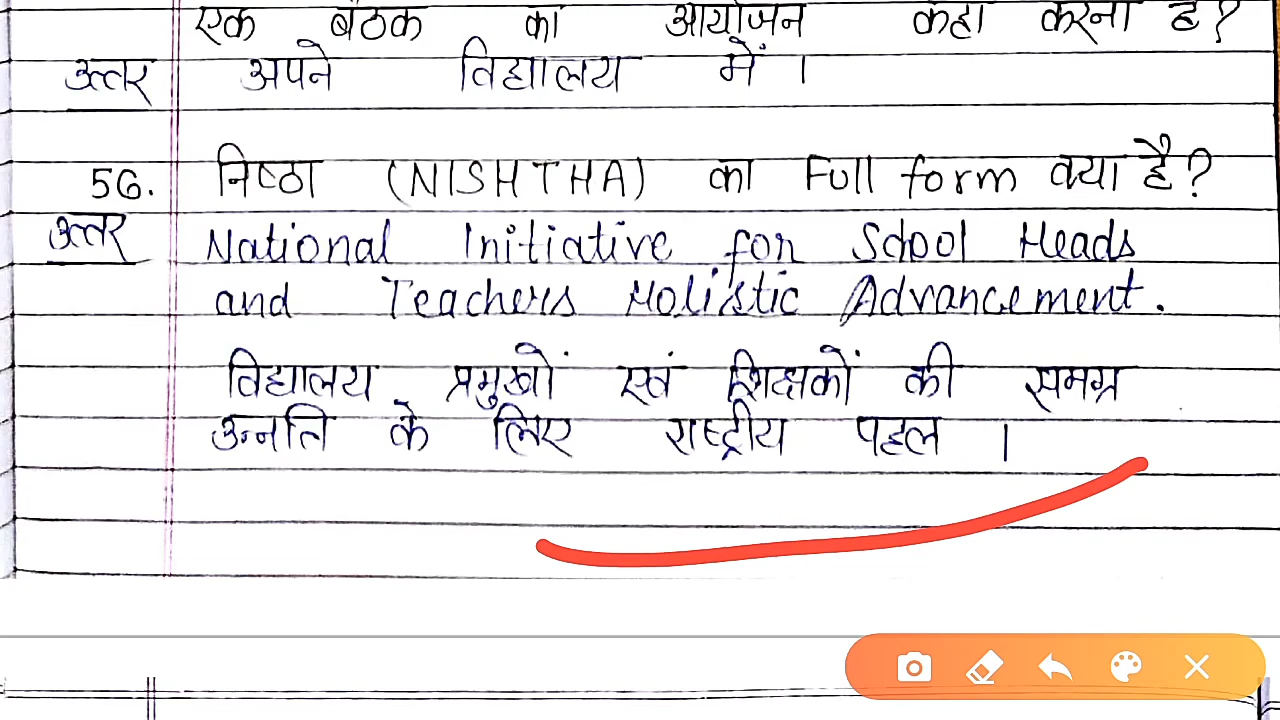 एक बैठक का आयोजन कहाँ करना है?
उत्तर अपने विद्यालय में ।
56. निष्ठा (NISHTHA) का Full form क्या है?
उत्तर National Initiative for School Heads
and Teachers Holistic Advancement.
विद्यालय प्रमुखों एवं शिक्षकों की समग्र
उन्नति के लिए राष्ट्रीय पहल ।